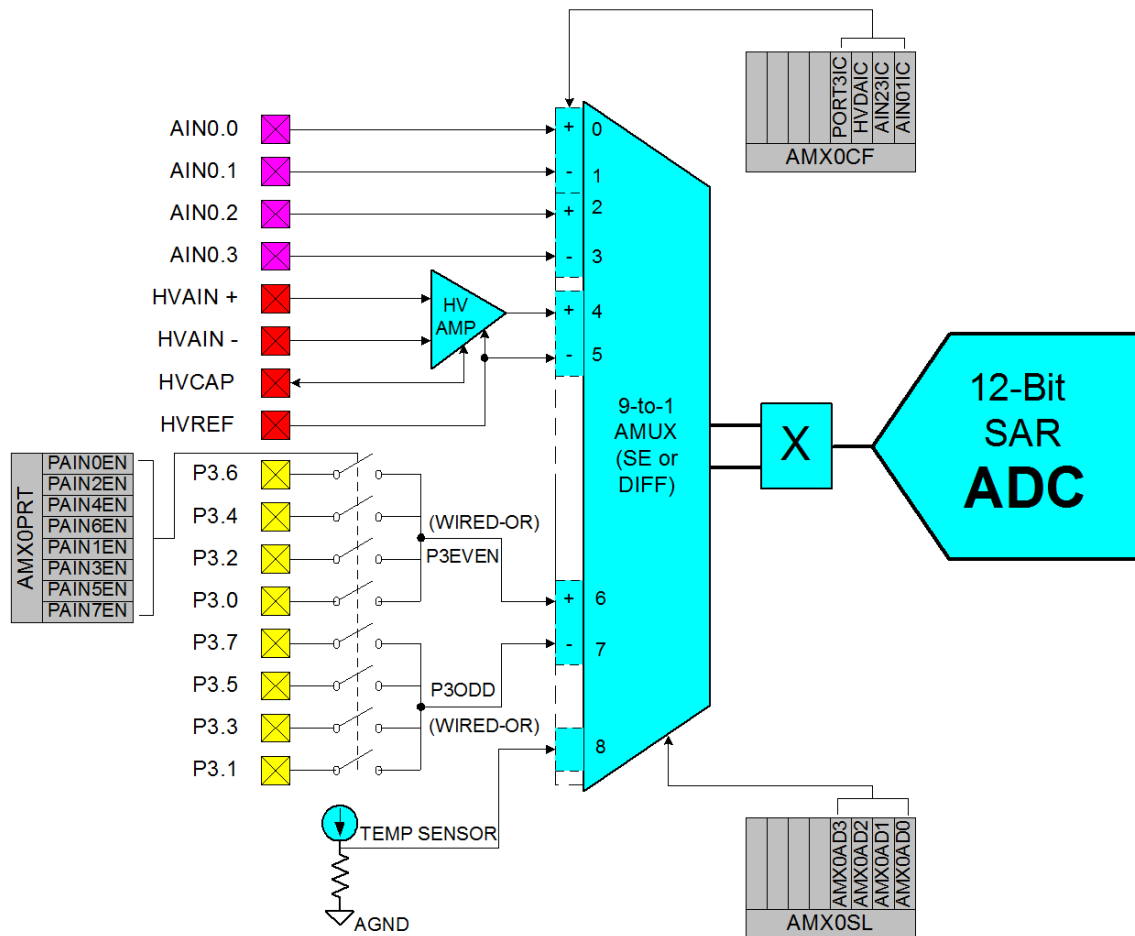 PORT3IC
HVDAIC
AIN23IC
AIN01IC
AMX0CF
AIN0.0
AIN0.1
AIN0.2
AIN0.3
HVAIN +
HVAIN -
HVCAP
HVREF
P3.6
P3.4
P3.2
P3.0
P3.7
P3.5
P3.3
P3.1
HV
AMP
+
-
+
-
+
-
+
-
0
1
2
3
4
5
6
7
8
9-to-1
AMUX
(SE or
DIFF)
X
12-Bit
SAR
ADC
AMX0PRT
PAIN0EN
PAIN2EN
PAIN4EN
PAIN6EN
PAIN1EN
PAIN3EN
PAIN5EN
PAIN7EN
(WIRED-OR)
P3EVEN
P3ODD
(WIRED-OR)
TEMP SENSOR
AGND
AMX0AD3
AMX0AD2
AMX0AD1
AMX0AD0
AMX0SL